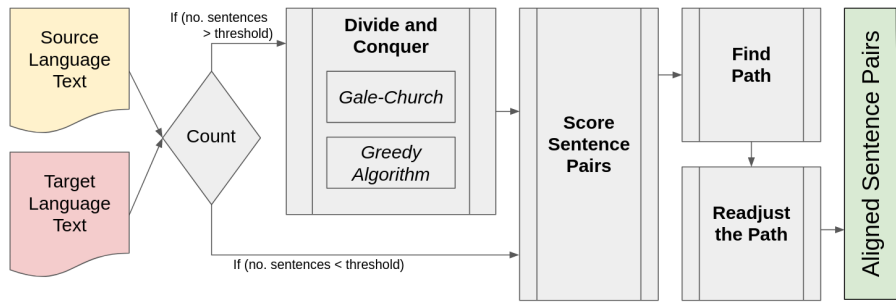 Source
Language
Text
Target
Language
Text
Count
If (no. sentences
> threshold)
If (no. sentences < threshold)
Divide and
Conquer
Gale-Church
Greedy
Algorithm
Score
Sentence
Pairs
Find
Path
Readjust
the Path
Aligned Sentence Pairs